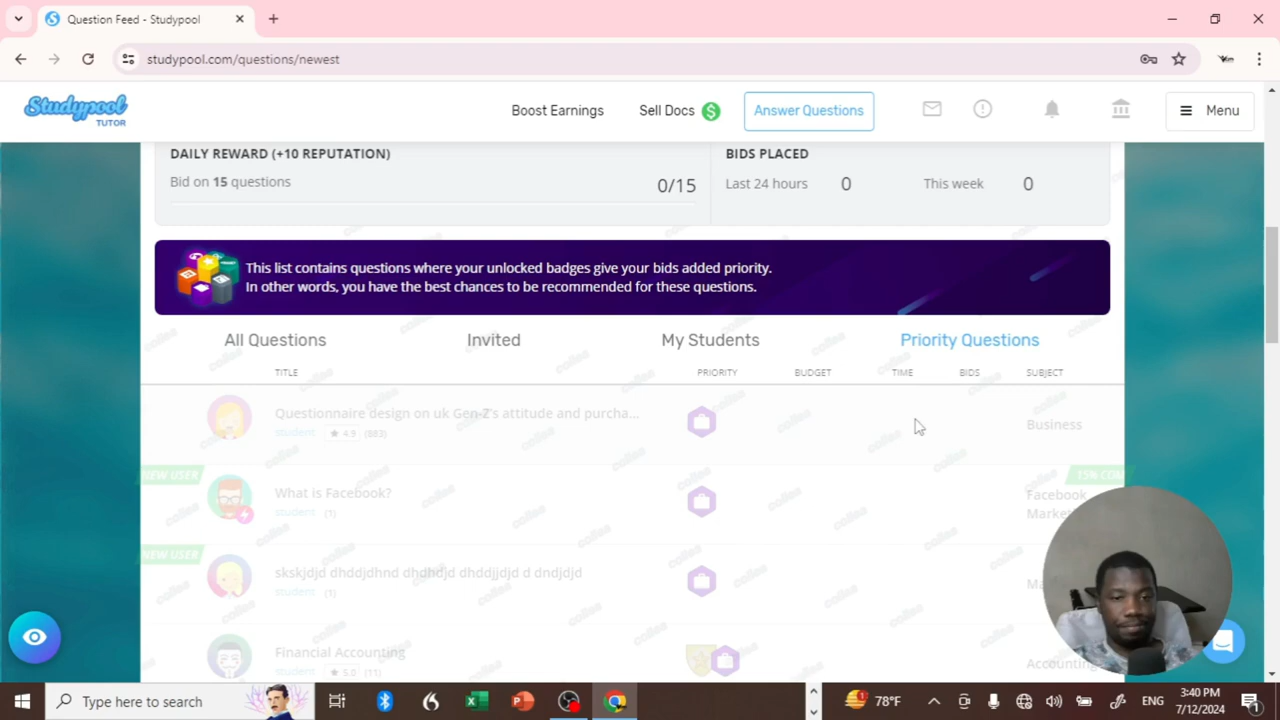 Question Feed - Studypool
studypool.com/questions/newest
Studypool
TUTOR
Boost Earnings
Sell Docs
Answer Questions
Menu
DAILY REWARD (+10 REPUTATION)
Bid on 15 questions
0/15
BIDS PLACED
Last 24 hours 0
This week 0
This list contains questions where your unlocked badges give your bids added priority.
In other words, you have the best chances to be recommended for these questions.
All Questions
Invited
My Students
Priority Questions
TITLE PRIORITY BUDGET TIME BIDS SUBJECT
Questionnaire design on uk Gen-Z's attitude and purcha...
student ★ 4.9 (883)
Business
NEW USER
15% COM
What is Facebook?
student (1)
Facebook
Market
NEW USER
skskjdjd dhddjdhnd dhdhdjd dhddjjdjd d dndjdjd
student (1)
Ma
Financial Accounting
student ★ 5.0 (11)
Accounting
Type here to search
78°F
ENG
3:40 PM
7/12/2024
1